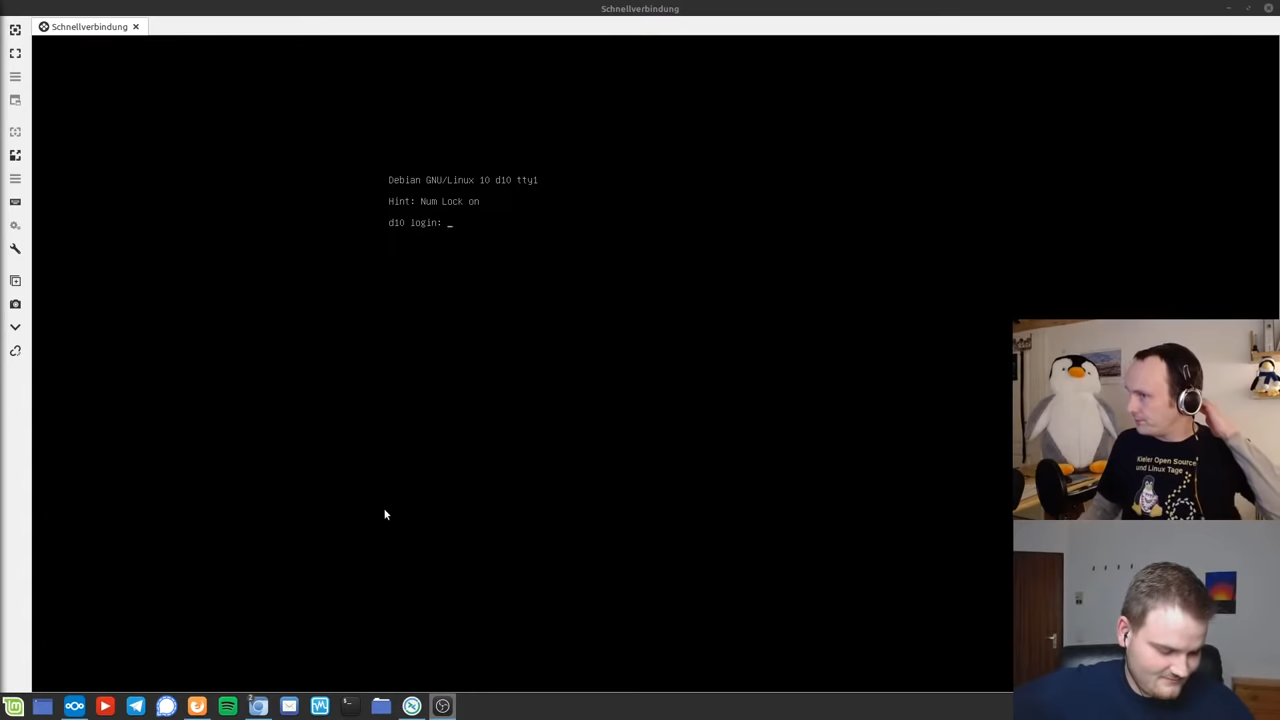 Schnellverbindung
Schnellverbindung
Debian GNU/Linux 10 d10 tty1
Hint: Num Lock on
d10 login: _
Kieler Open Source
und Linux Tage
2